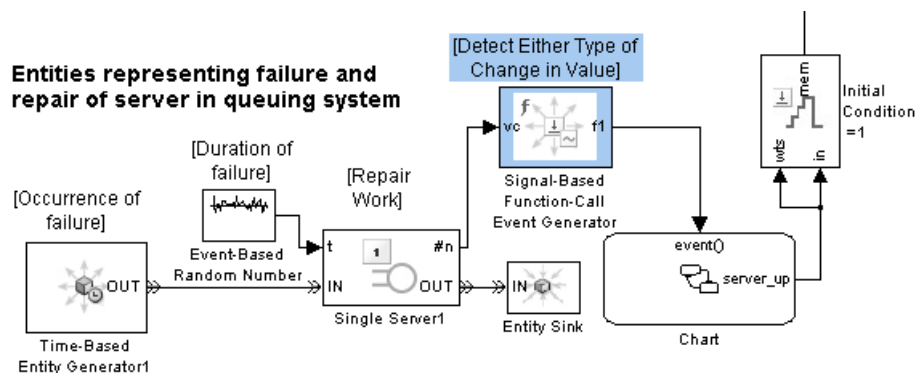 [Detect Either Type of
Change in Value]
Entities representing failure and
repair of server in queuing system
mem
Initial
Condition
=1
wts
in
f
vc
f1
Signal-Based
Function-Call
Event Generator
[Duration of
failure]
[Repair
Work]
[Occurrence of
failure]
Event-Based
Random Number
t
#n
1
IN
OUT
Single Server1
OUT
Time-Based
Entity Generator1
IN
Entity Sink
event()
server_up
Chart